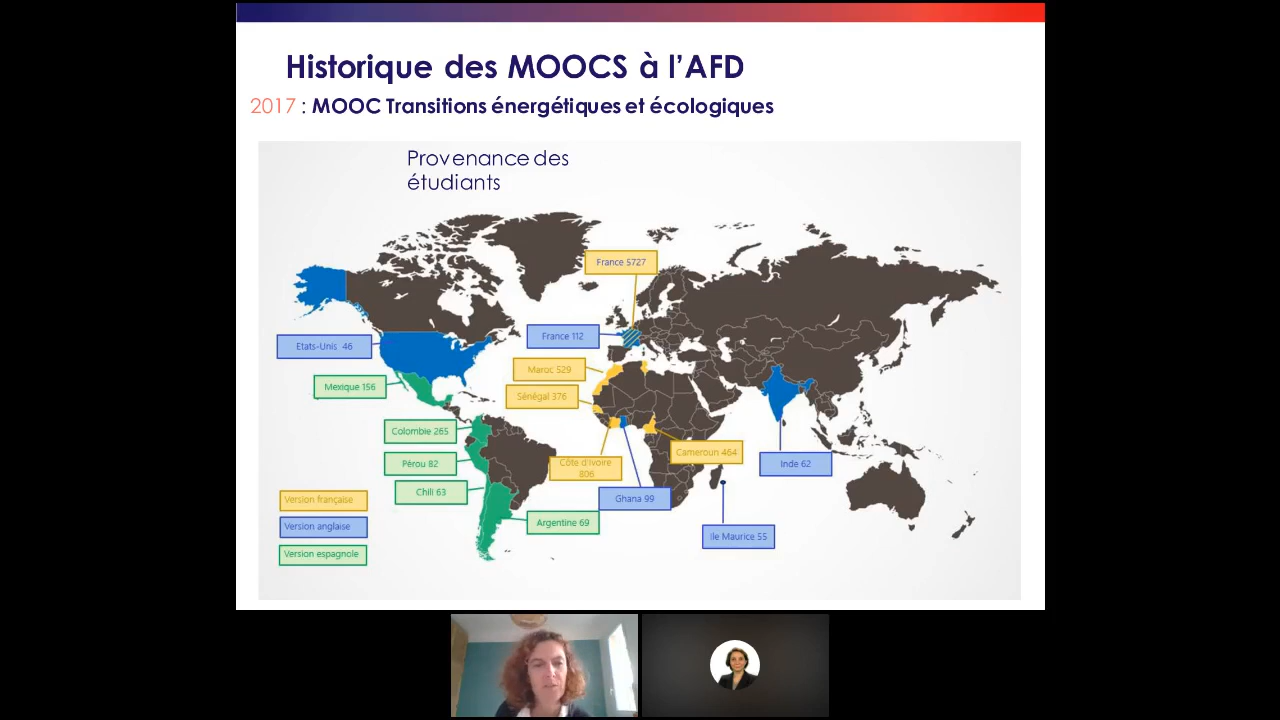 Historique des MOOCS à l’AFD
2017 : MOOC Transitions énergétiques et écologiques
Provenance des
étudiants
France 5727
France 112
Etats-Unis 46
Maroc 529
Mexique 156
Sénégal 376
Colombie 265
Cameroun 464
Pérou 82
Côte d'Ivoire
806
Inde 62
Chili 63
Ghana 99
Version française
Argentine 69
Version anglaise
Ile Maurice 55
Version espagnole